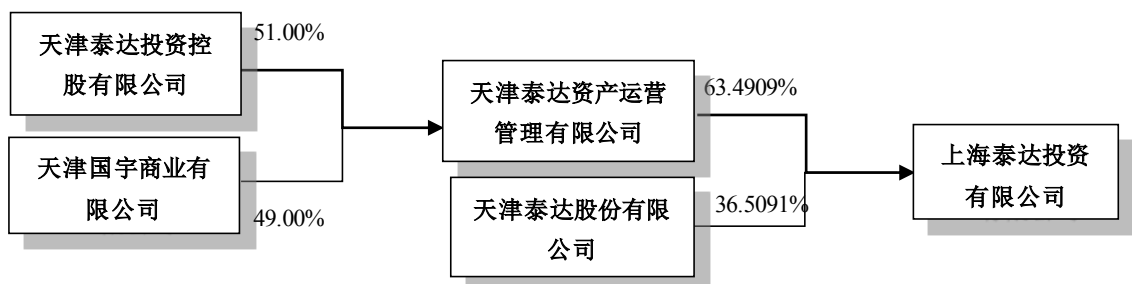 天津泰达投资控
股有限公司
51.00%
天津国宇商业有
限公司
49.00%
天津泰达资产运营
管理有限公司
63.4909%
天津泰达股份有限
公司
36.5091%
上海泰达投资
有限公司